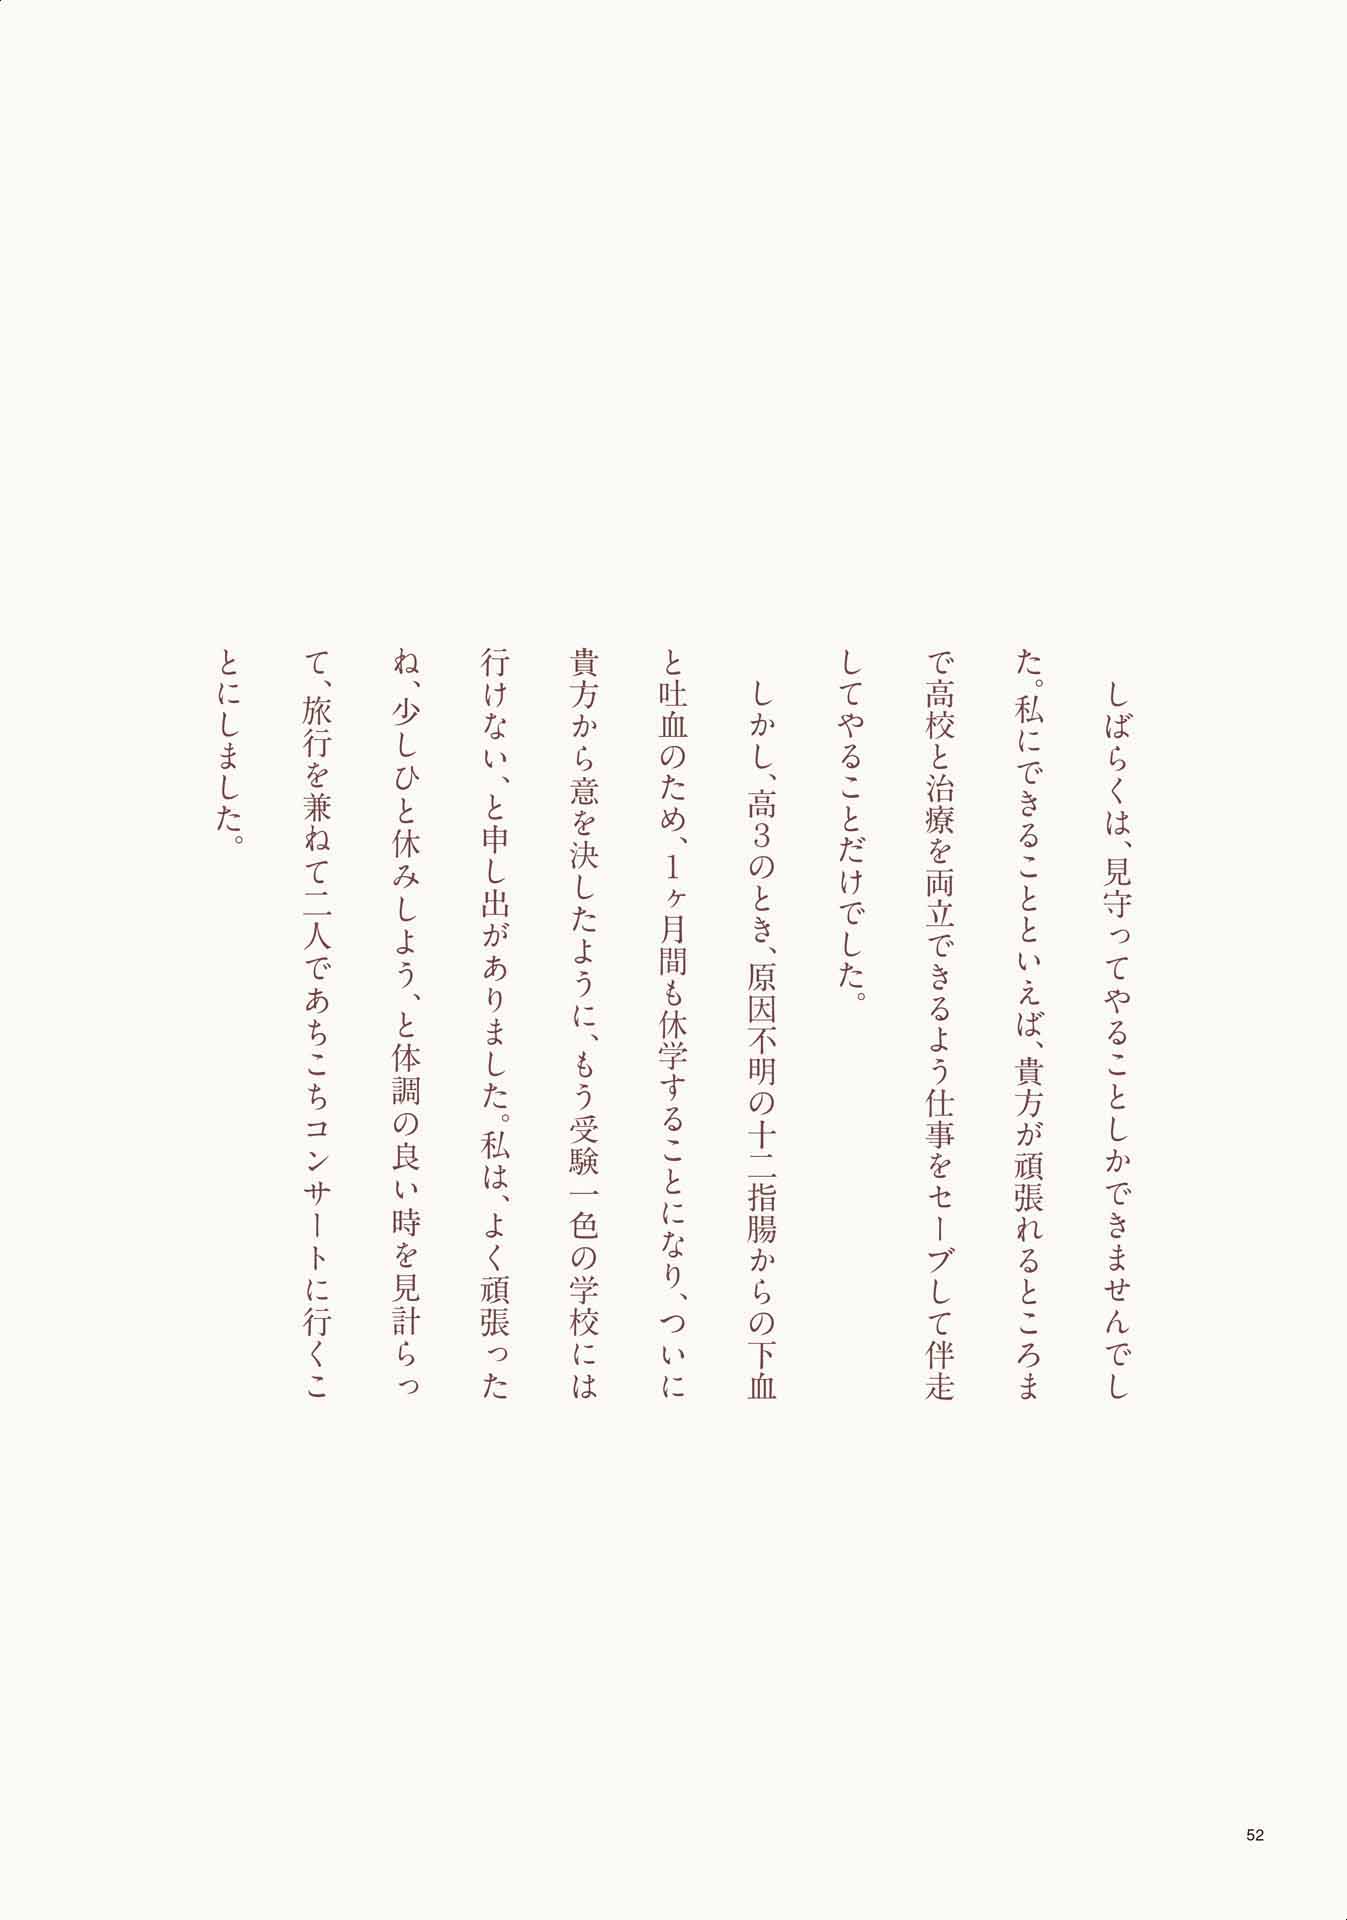 しばらくは、見守ってやることしかできませんでし
た。私にできることといえば、貴方が頑張れるところま
で高校と治療を両立できるよう仕事をセーブして伴走
してやることだけでした。
しかし、高３のとき、原因不明の十二指腸からの下血
と吐血のため、１ヶ月間も休学することになり、ついに
貴方から意を決したように、もう受験一色の学校には
行けない、と申し出がありました。私は、よく頑張った
ね、少しひと休みしよう、と体調の良い時を見計らっ
て、旅行を兼ねて二人であちこちコンサートに行くこ
とにしました。
52